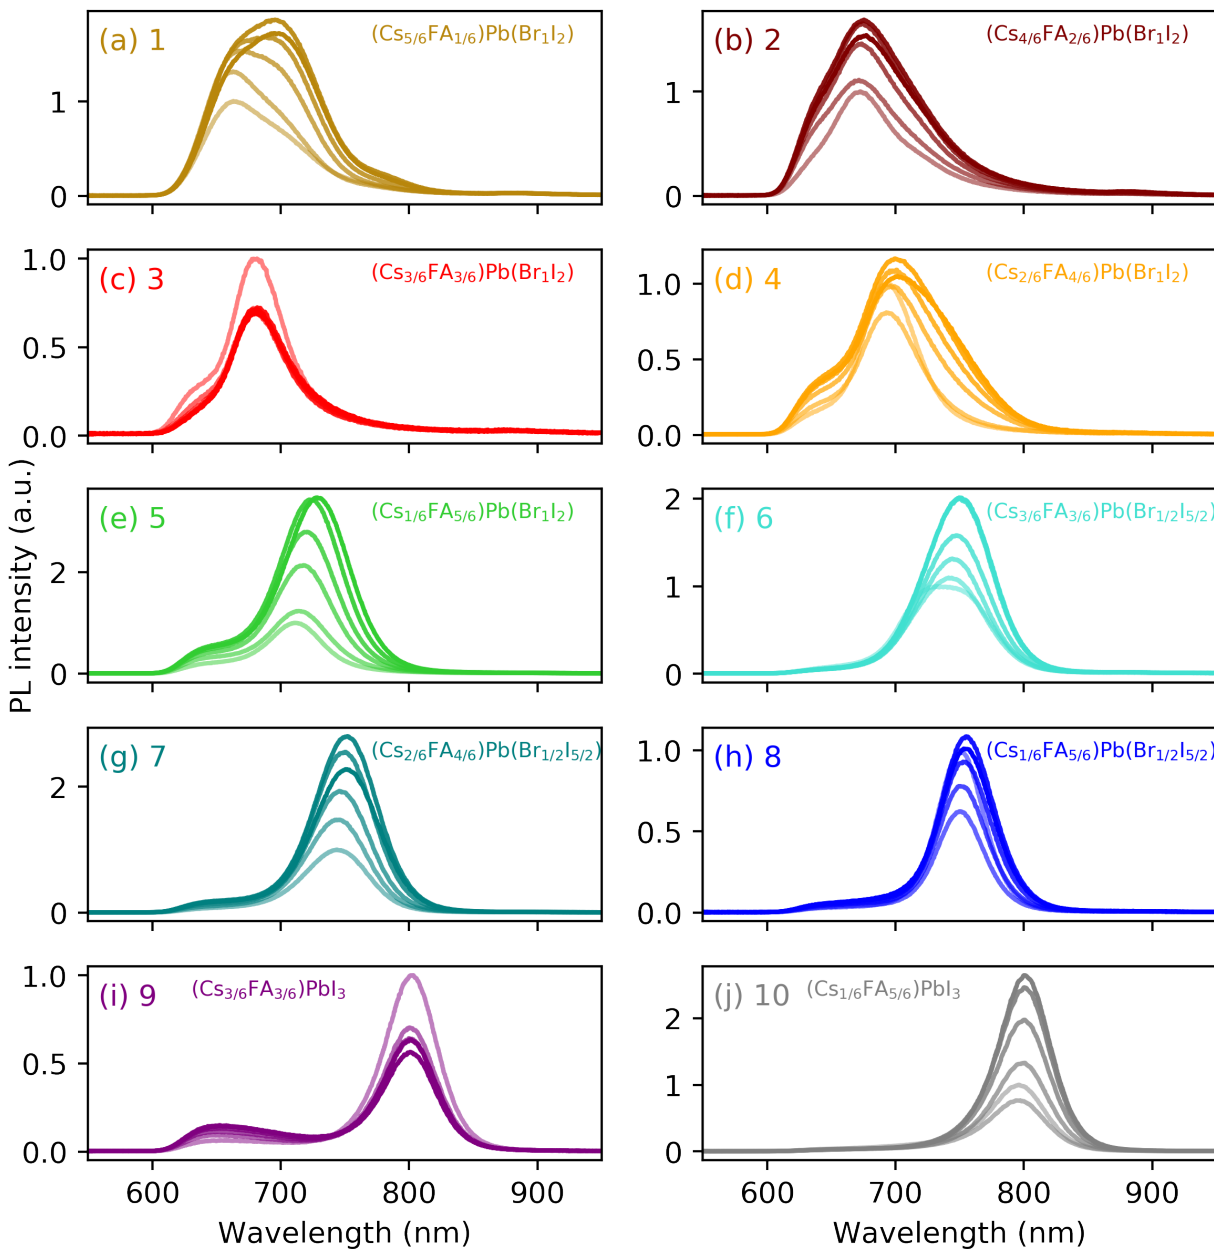 (a) 1 (Cs5/6FA1/6)Pb(Br1I2)
1
0
(b) 2 (Cs4/6FA2/6)Pb(Br1I2)
1
0
(c) 3 (Cs3/6FA3/6)Pb(Br1I2)
1.0
0.5
0.0
(d) 4 (Cs2/6FA4/6)Pb(Br1I2)
1.0
0.5
0.0
PL intensity (a.u.)
(e) 5 (Cs1/6FA5/6)Pb(Br1I2)
2
0
(f) 6 (Cs3/6FA3/6)Pb(Br1/2I5/2)
2
1
0
(g) 7 (Cs2/6FA4/6)Pb(Br1/2I5/2)
2
0
(h) 8 (Cs1/6FA5/6)Pb(Br1/2I5/2)
1.0
0.5
0.0
(i) 9 (Cs3/6FA3/6)PbI3
1.0
0.5
0.0
600 700 800 900
Wavelength (nm)
(j) 10 (Cs1/6FA5/6)PbI3
2
1
0
600 700 800 900
Wavelength (nm)